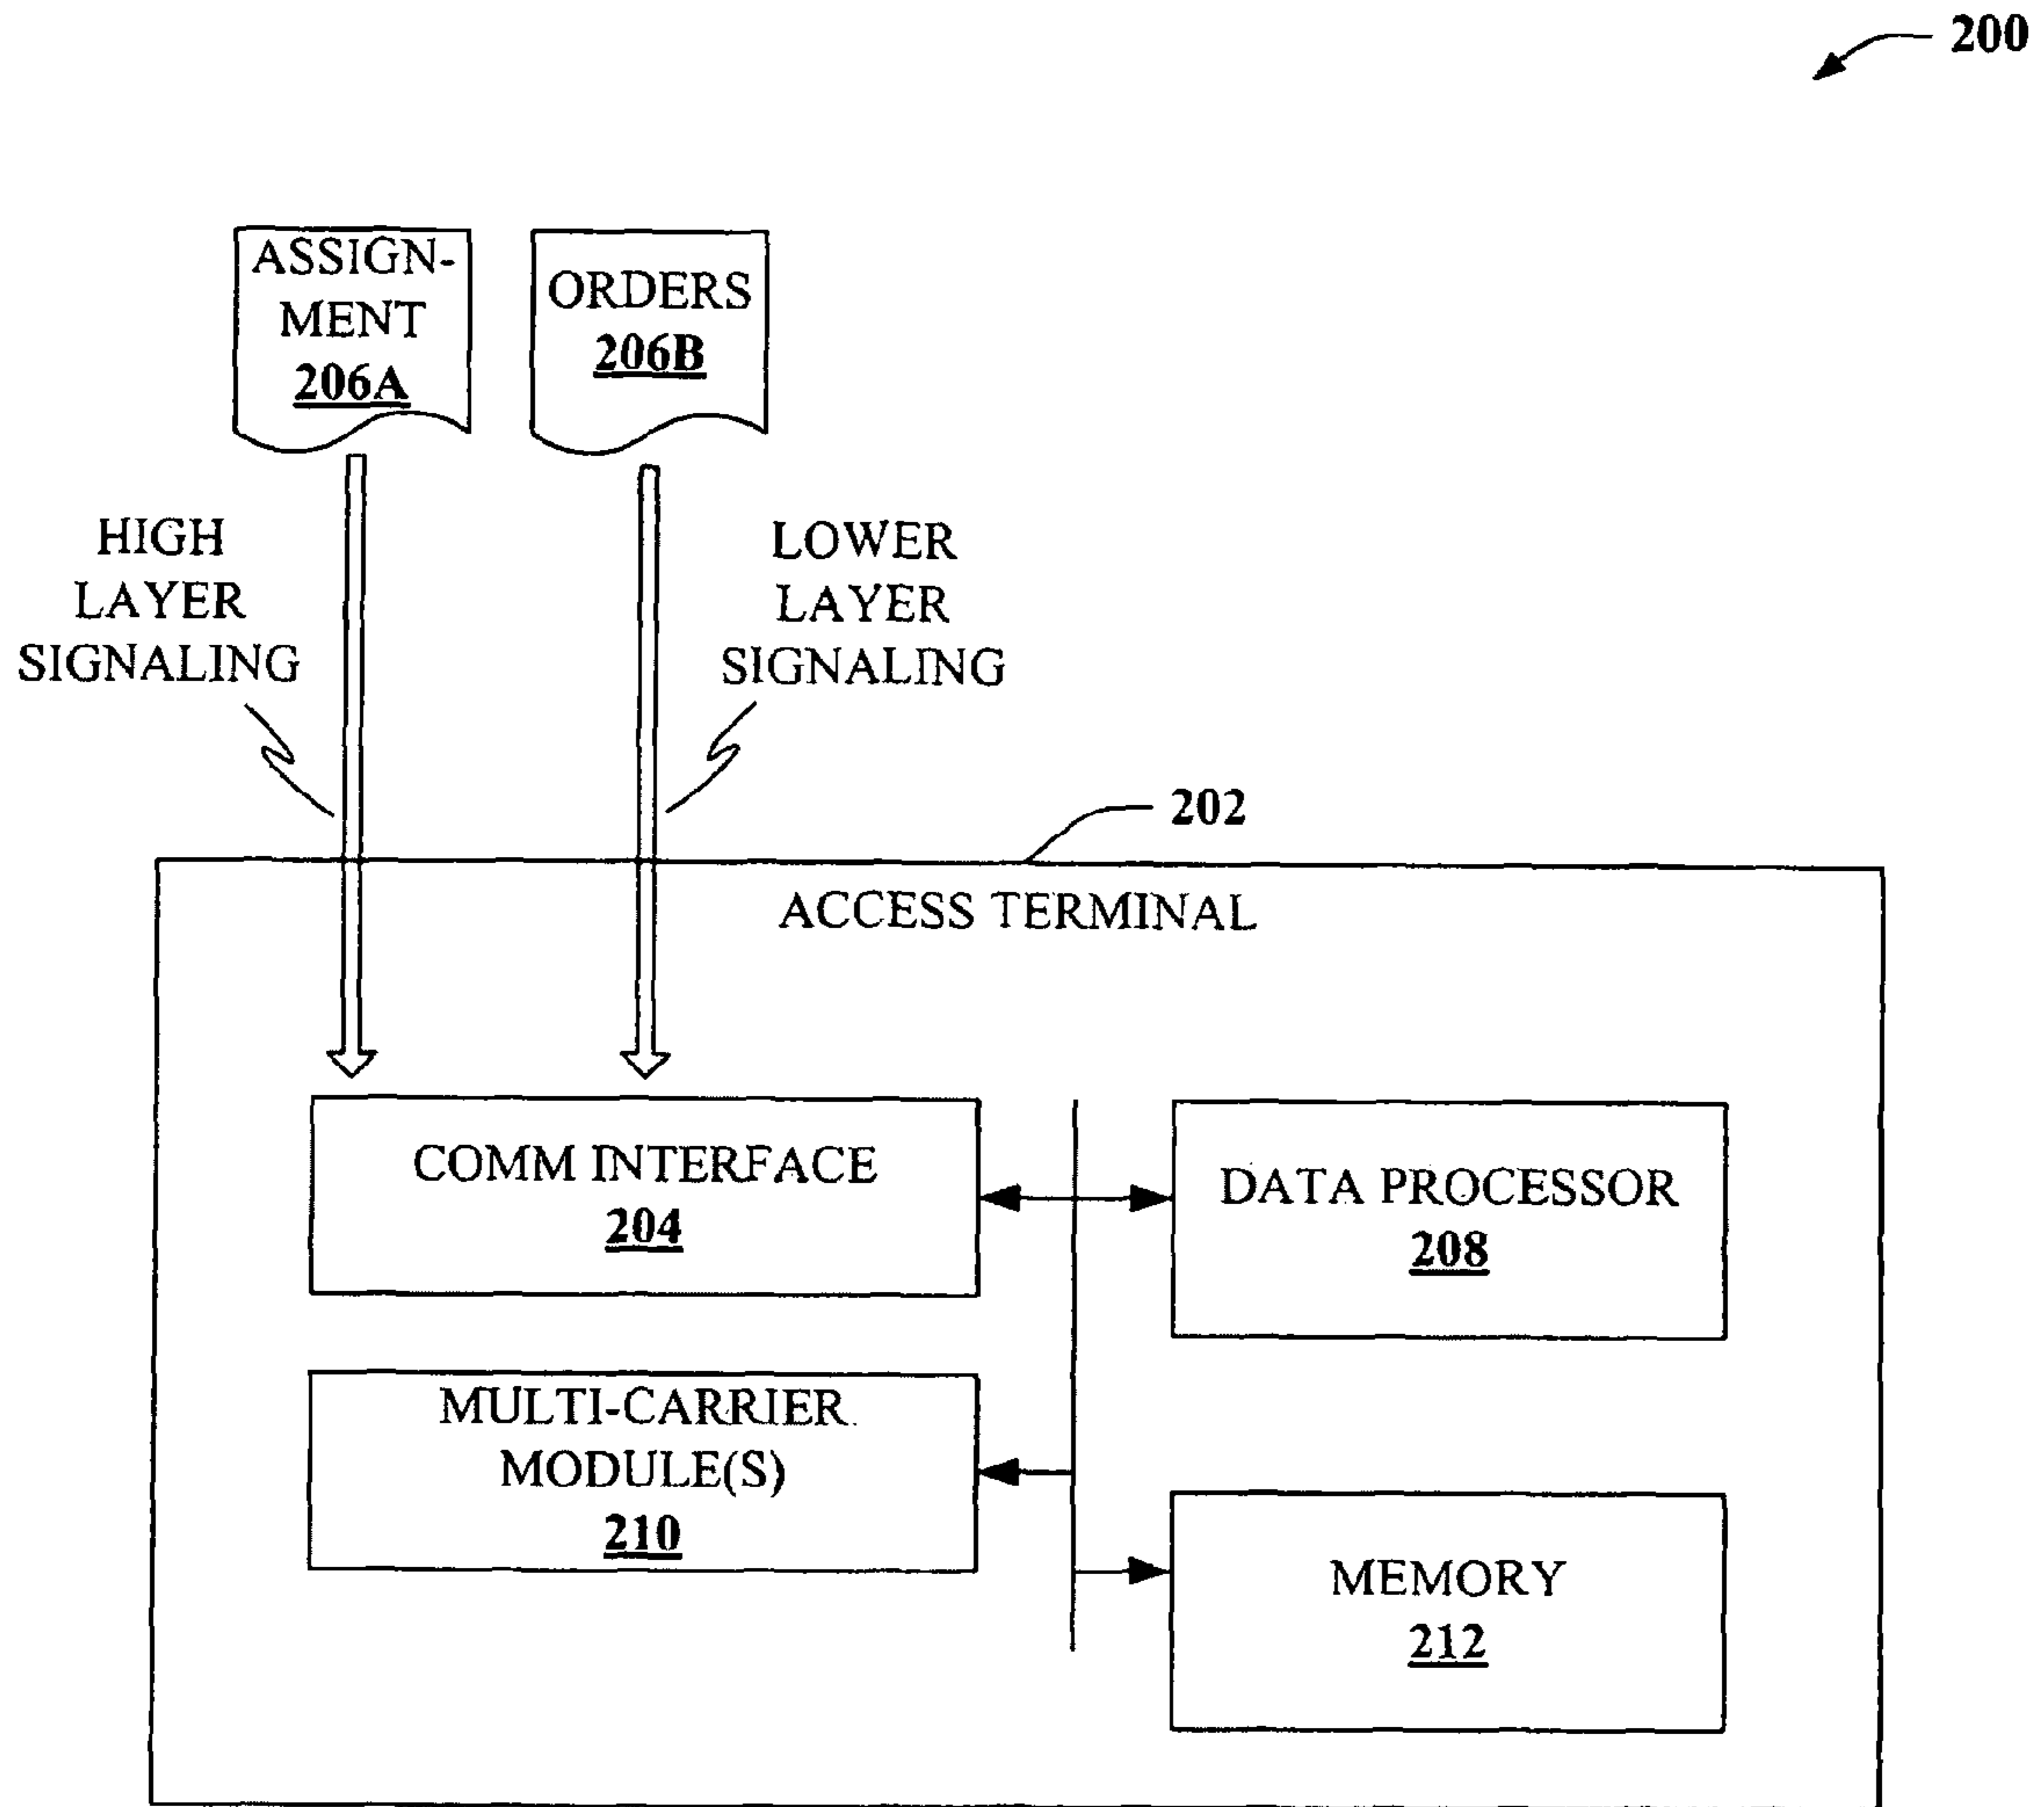 200
ASSIGN-
MENT
206A
ORDERS
206B
HIGH
LAYER
SIGNALING
LOWER
LAYER
SIGNALING
202
ACCESS TERMINAL
COMM INTERFACE
204
DATA PROCESSOR
208
MULTI-CARRIER
MODULE(S)
210
MEMORY
212